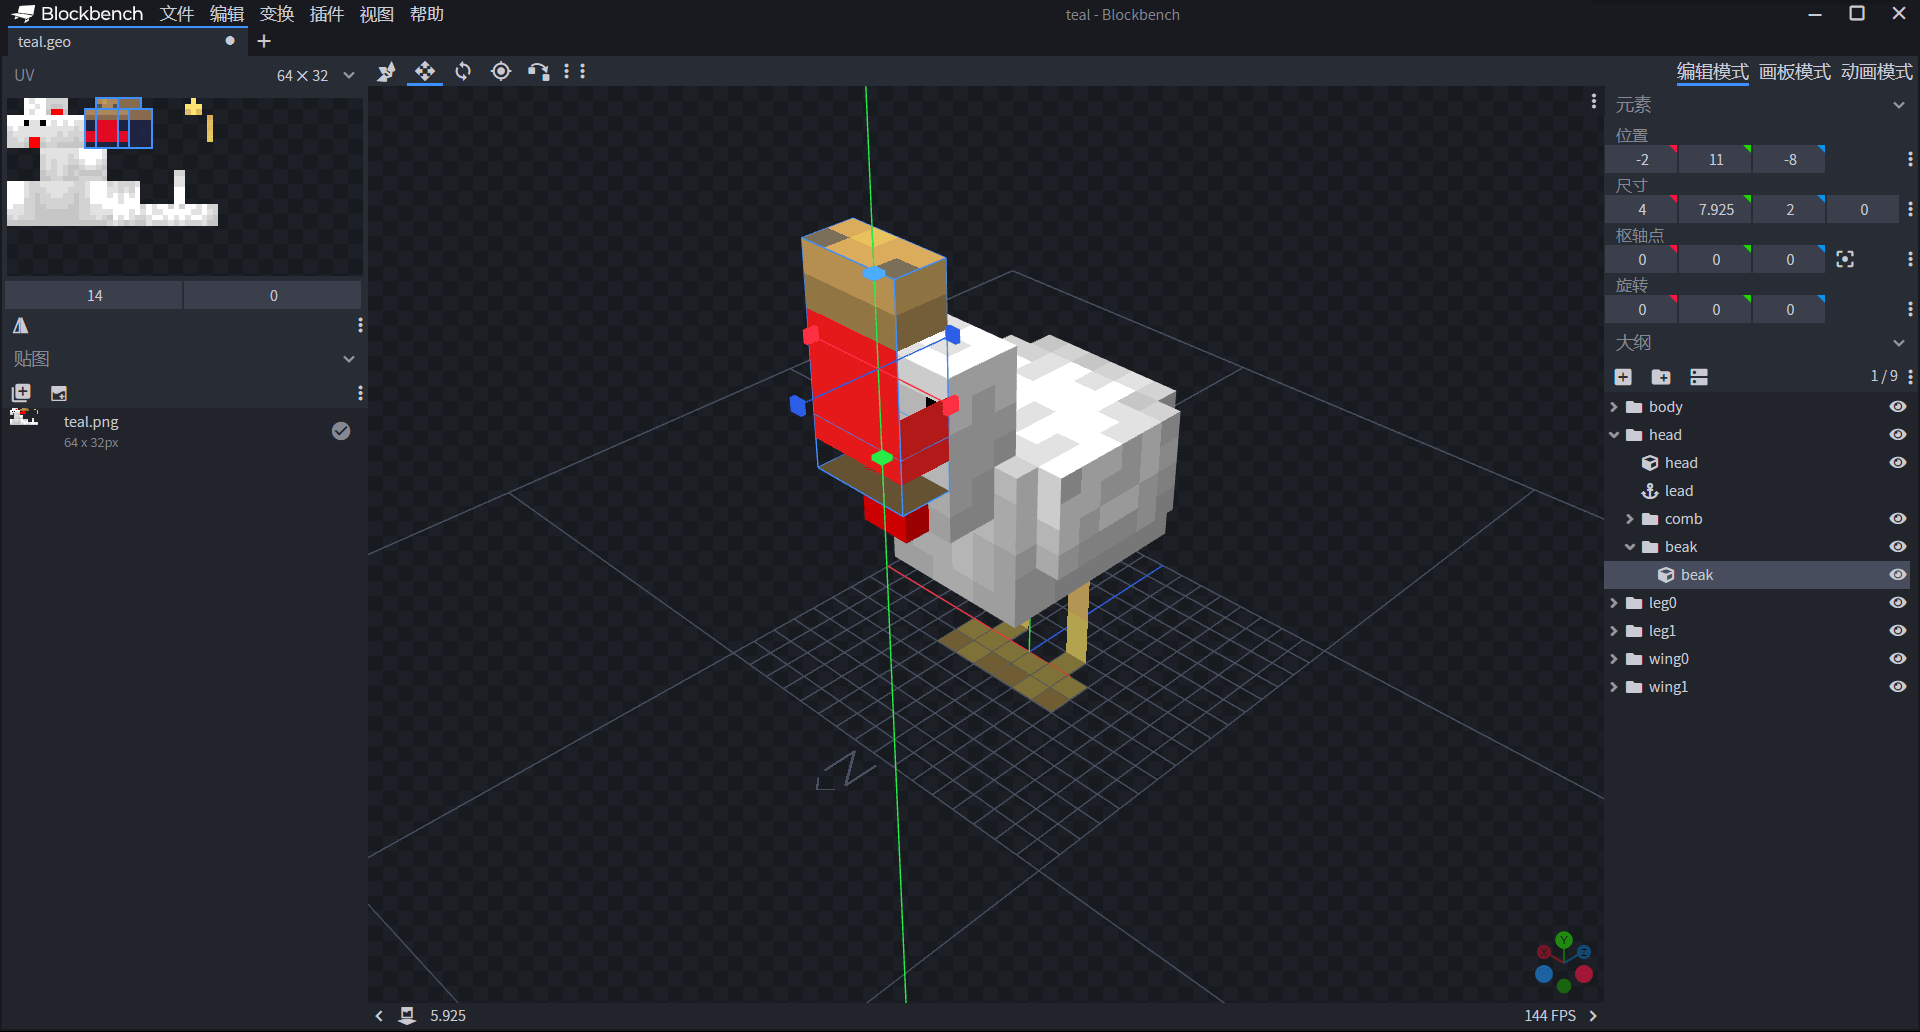 Blockbench 文件 编辑 变换 插件 视图 帮助
teal - Blockbench
teal.geo
UV
64 × 32
编辑模式 画板模式 动画模式
元素
位置
-2 11 -8
尺寸
4 7.925 2 0
枢轴点
0 0 0
旋转
0 0 0
大纲
1 / 9
body
head
head
lead
comb
beak
beak
leg0
leg1
wing0
wing1
14 0
贴图
teal.png
64 x 32px
N
Y
5.925
144 FPS